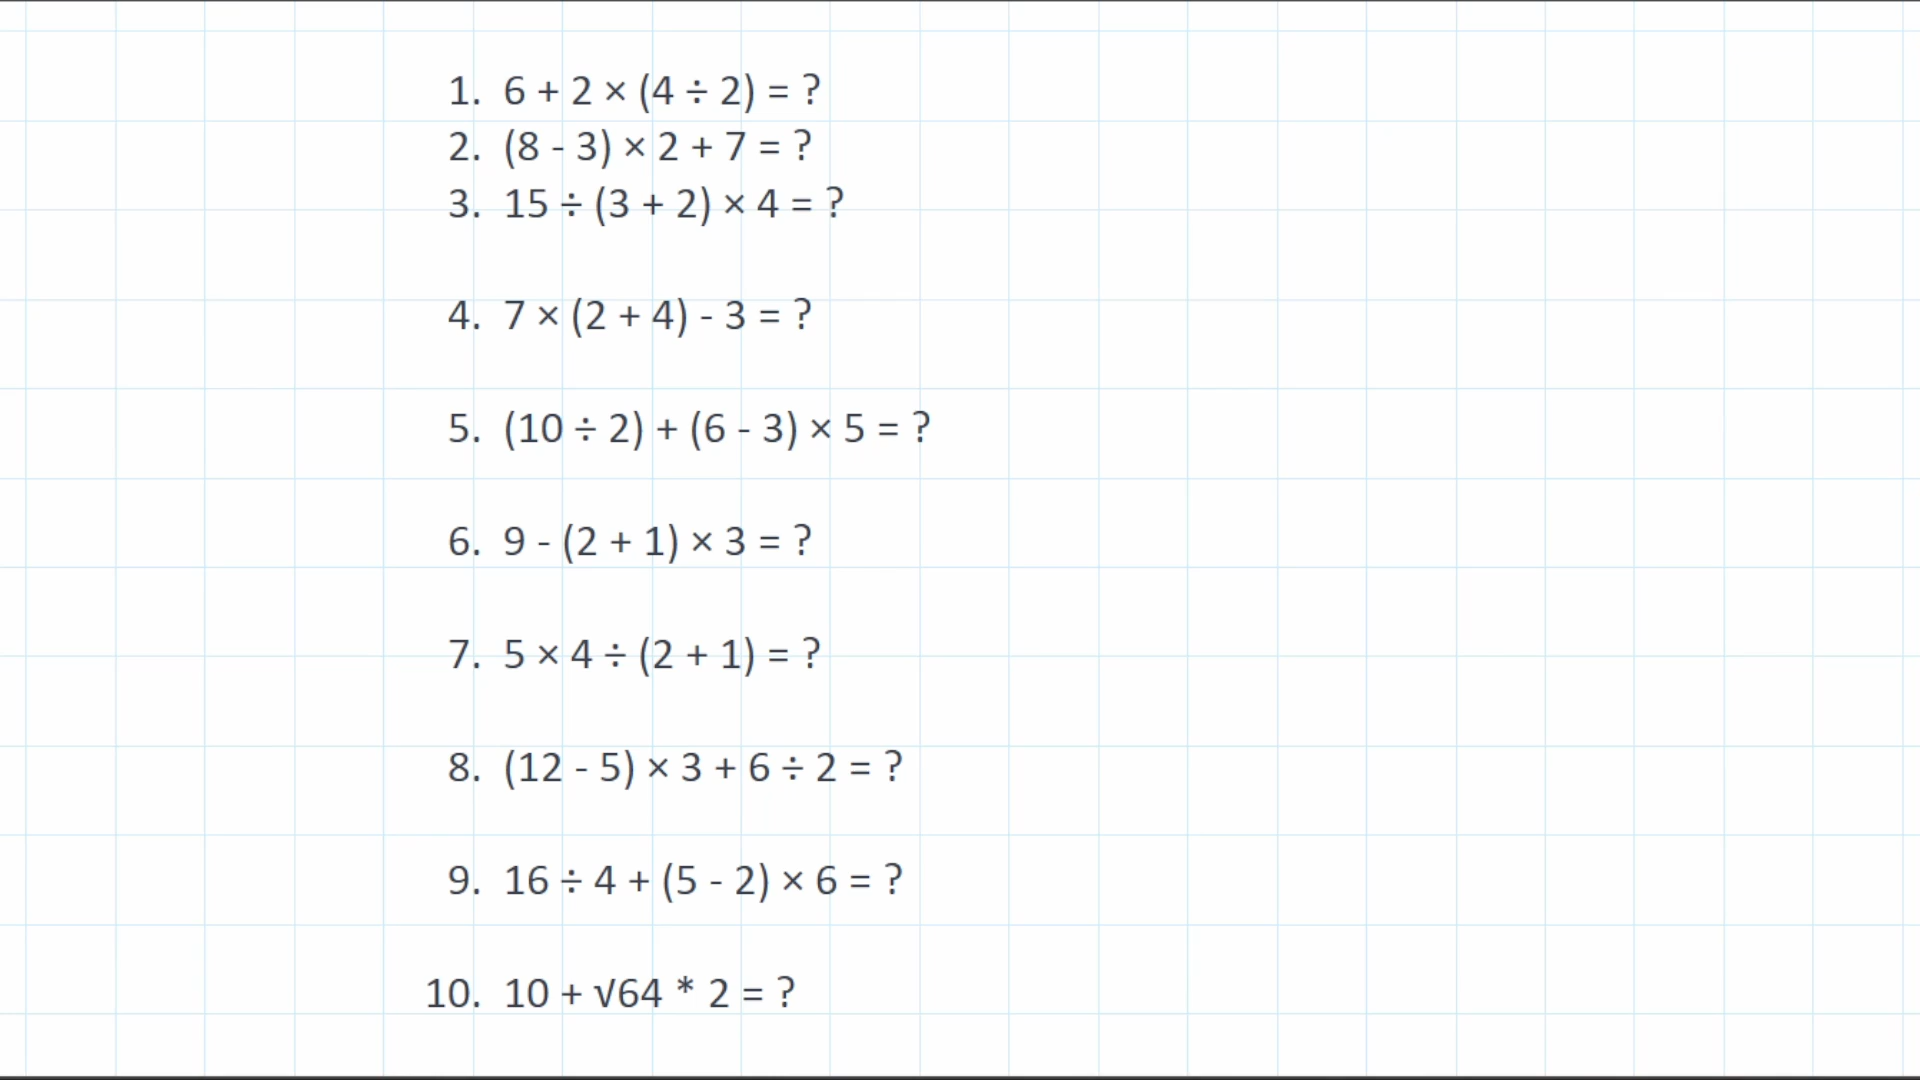 1. 6 + 2 × (4 ÷ 2) = ?
2. (8 - 3) × 2 + 7 = ?
3. 15 ÷ (3 + 2) × 4 = ?
4. 7 × (2 + 4) - 3 = ?
5. (10 ÷ 2) + (6 - 3) × 5 = ?
6. 9 - (2 + 1) × 3 = ?
7. 5 × 4 ÷ (2 + 1) = ?
8. (12 - 5) × 3 + 6 ÷ 2 = ?
9. 16 ÷ 4 + (5 - 2) × 6 = ?
10. 10 + √64 * 2 = ?